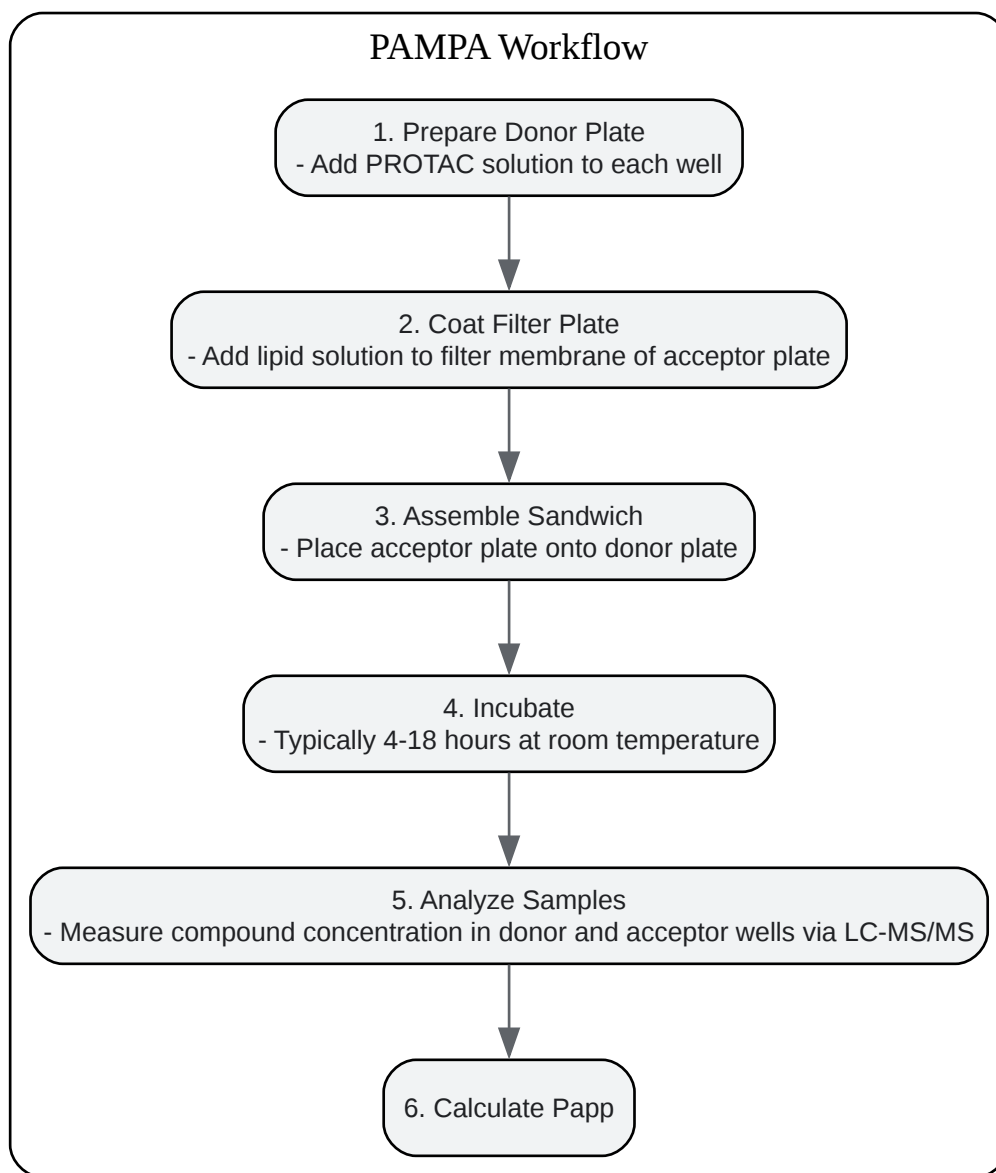 PAMPA Workflow
1. Prepare Donor Plate
- Add PROTAC solution to each well
2. Coat Filter Plate
- Add lipid solution to filter membrane of acceptor plate
3. Assemble Sandwich
- Place acceptor plate onto donor plate
4. Incubate
- Typically 4-18 hours at room temperature
5. Analyze Samples
- Measure compound concentration in donor and acceptor wells via LC-MS/MS
6. Calculate Papp